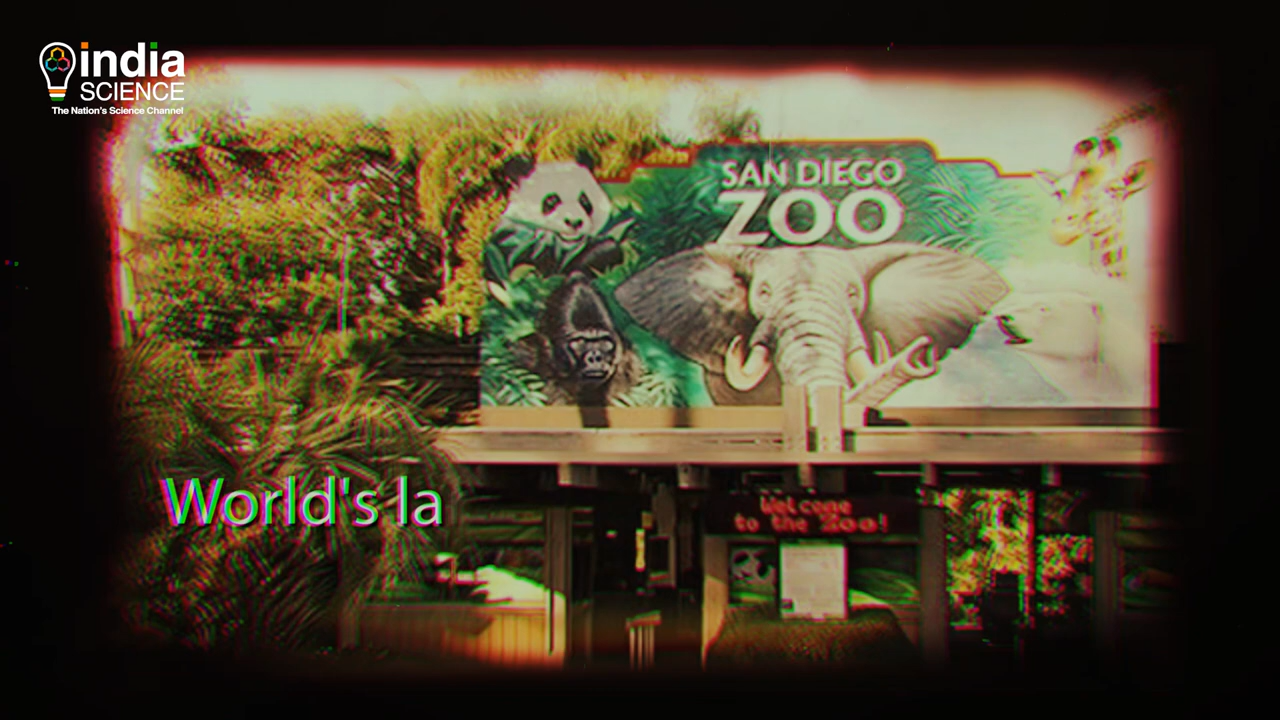 india
SCIENCE
The Nation's Science Channel
SAN DIEGO
ZOO
World's la
Welcome
to the Zoo!